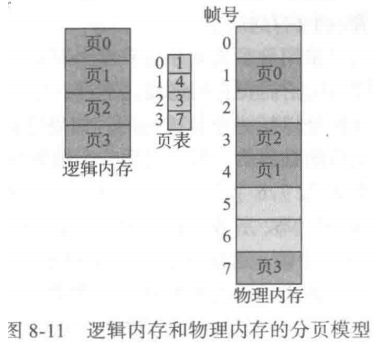 帧号
页0
页1
页2
页3
逻辑内存
0 1
1 4
2 3
3 7
页表
0
1 页0
2
3 页2
4 页1
5
6
7 页3
物理内存
图 8-11 逻辑内存和物理内存的分页模型